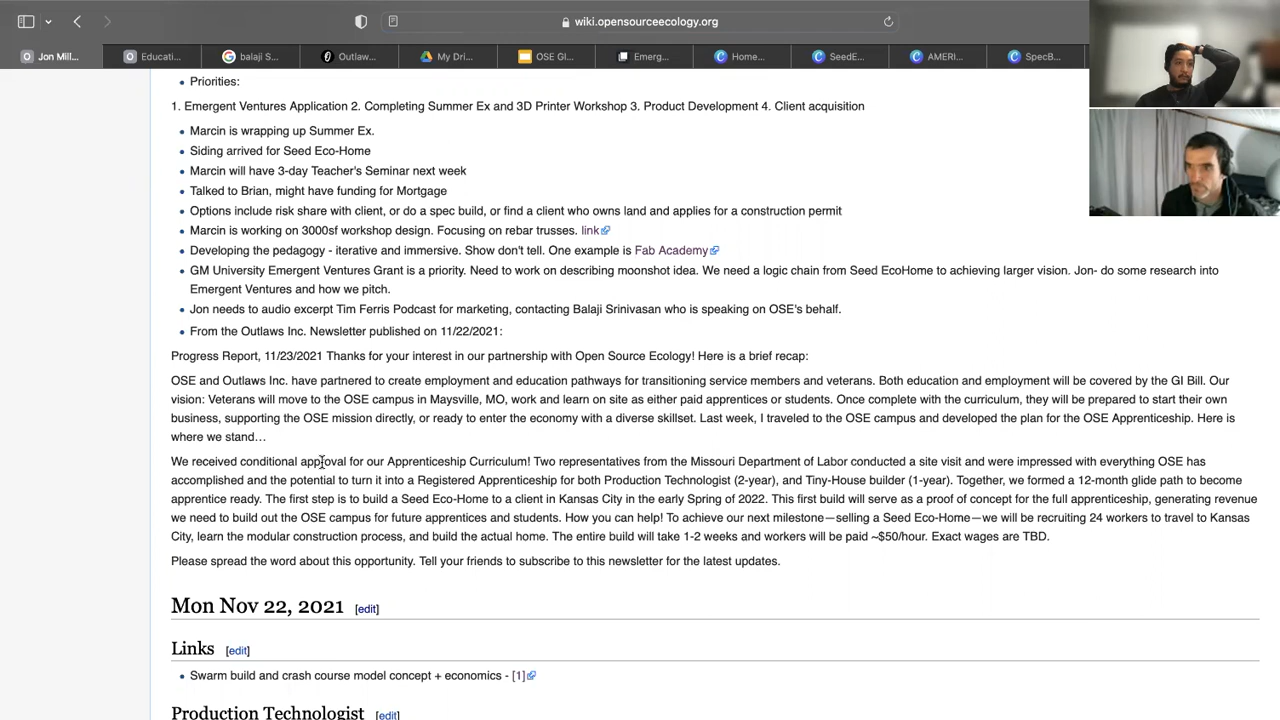 wiki.opensourceecology.org
Jon Mill...
Educati...
balaji S...
Outlaw...
My Dri...
OSE GI...
Emerg...
Home...
SeedE...
AMERI...
SpecB...
Priorities:
1. Emergent Ventures Application 2. Completing Summer Ex and 3D Printer Workshop 3. Product Development 4. Client acquisition
Marcin is wrapping up Summer Ex.
Siding arrived for Seed Eco-Home
Marcin will have 3-day Teacher's Seminar next week
Talked to Brian, might have funding for Mortgage
Options include risk share with client, or do a spec build, or find a client who owns land and applies for a construction permit
Marcin is working on 3000sf workshop design. Focusing on rebar trusses. link
Developing the pedagogy - iterative and immersive. Show don't tell. One example is Fab Academy
GM University Emergent Ventures Grant is a priority. Need to work on describing moonshot idea. We need a logic chain from Seed EcoHome to achieving larger vision. Jon- do some research into
Emergent Ventures and how we pitch.
Jon needs to audio excerpt Tim Ferris Podcast for marketing, contacting Balaji Srinivasan who is speaking on OSE's behalf.
From the Outlaws Inc. Newsletter published on 11/22/2021:
Progress Report, 11/23/2021 Thanks for your interest in our partnership with Open Source Ecology! Here is a brief recap:
OSE and Outlaws Inc. have partnered to create employment and education pathways for transitioning service members and veterans. Both education and employment will be covered by the GI Bill. Our
vision: Veterans will move to the OSE campus in Maysville, MO, work and learn on site as either paid apprentices or students. Once complete with the curriculum, they will be prepared to start their own
business, supporting the OSE mission directly, or ready to enter the economy with a diverse skillset. Last week, I traveled to the OSE campus and developed the plan for the OSE Apprenticeship. Here is
where we stand…
We received conditional approval for our Apprenticeship Curriculum! Two representatives from the Missouri Department of Labor conducted a site visit and were impressed with everything OSE has
accomplished and the potential to turn it into a Registered Apprenticeship for both Production Technologist (2-year), and Tiny-House builder (1-year). Together, we formed a 12-month glide path to become
apprentice ready. The first step is to build a Seed Eco-Home to a client in Kansas City in the early Spring of 2022. This first build will serve as a proof of concept for the full apprenticeship, generating revenue
we need to build out the OSE campus for future apprentices and students. How you can help! To achieve our next milestone—selling a Seed Eco-Home—we will be recruiting 24 workers to travel to Kansas
City, learn the modular construction process, and build the actual home. The entire build will take 1-2 weeks and workers will be paid ~$50/hour. Exact wages are TBD.
Please spread the word about this opportunity. Tell your friends to subscribe to this newsletter for the latest updates.
Mon Nov 22, 2021 [edit]
Links [edit]
Swarm build and crash course model concept + economics - [1]
Production Technologist [edit]